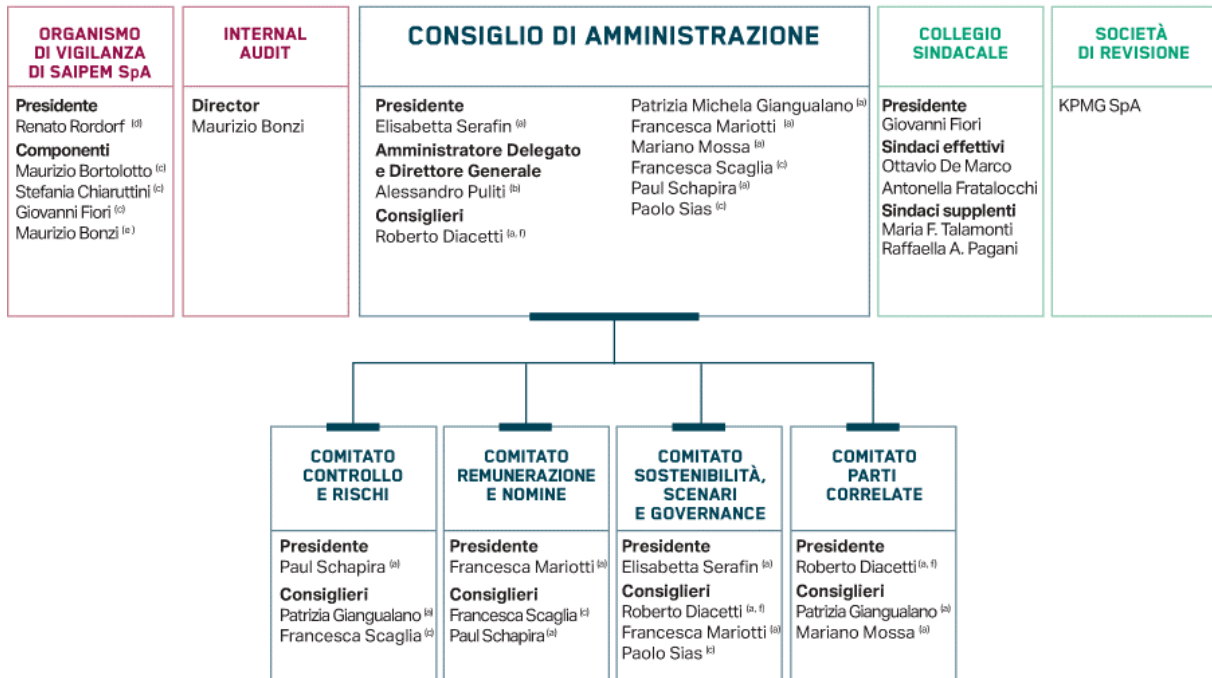 ORGANISMO
DI VIGILANZA
DI SAIPEM SpA
Presidente
Renato Rordorf (d)
Componenti
Maurizio Bortolotto (c)
Stefania Chiaruttini (c)
Giovanni Fiori (c)
Maurizio Bonzi (e)
INTERNAL
AUDIT
Director
Maurizio Bonzi
CONSIGLIO DI AMMINISTRAZIONE
Presidente
Elisabetta Serafin (a)
Amministratore Delegato
e Direttore Generale
Alessandro Puliti (b)
Consiglieri
Roberto Diacetti (a, f)
Patrizia Michela Giangualano (a)
Francesca Mariotti (a)
Mariano Mossa (a)
Francesca Scaglia (c)
Paul Schapira (a)
Paolo Sias (c)
COLLEGIO
SINDACALE
Presidente
Giovanni Fiori
Sindaci effettivi
Ottavio De Marco
Antonella Fratalocchi
Sindaci supplenti
Maria F. Talamonti
Raffaella A. Pagani
SOCIETÀ
DI REVISIONE
KPMG SpA
COMITATO
CONTROLLO
E RISCHI
Presidente
Paul Schapira (a)
Consiglieri
Patrizia Giangualano (a)
Francesca Scaglia (c)
COMITATO
REMUNERAZIONE
E NOMINE
Presidente
Francesca Mariotti (a)
Consiglieri
Francesca Scaglia (c)
Paul Schapira (a)
COMITATO
SOSTENIBILITÀ,
SCENARI
E GOVERNANCE
Presidente
Elisabetta Serafin (a)
Consiglieri
Roberto Diacetti (a, f)
Francesca Mariotti (a)
Paolo Sias (c)
COMITATO
PARTI
CORRELATE
Presidente
Roberto Diacetti (a, f)
Consiglieri
Patrizia Giangualano (a)
Mariano Mossa (a)